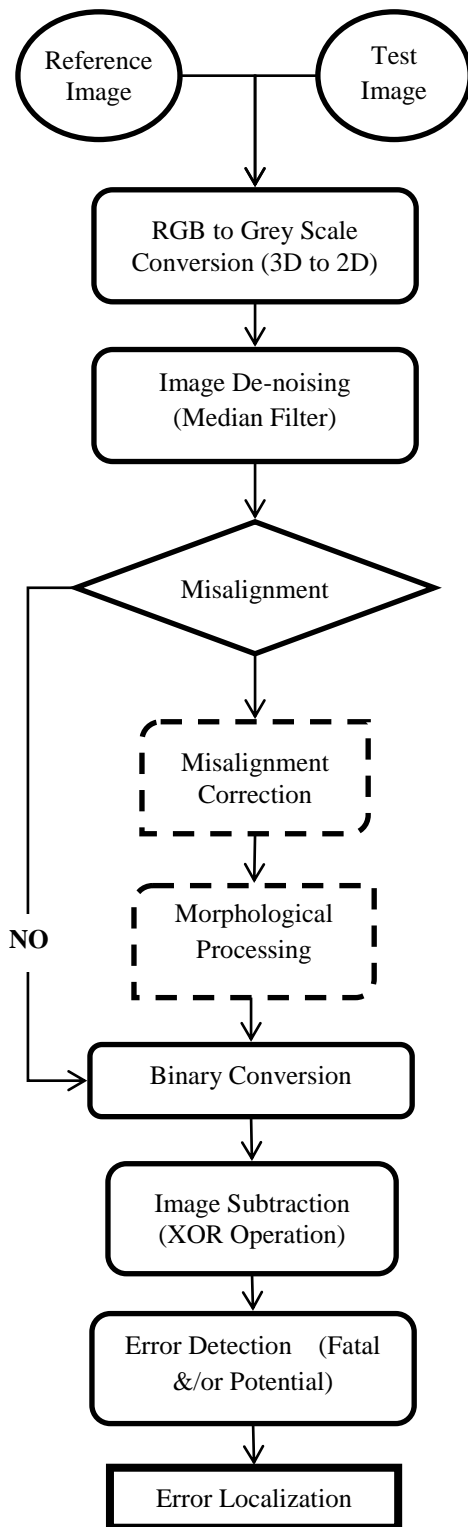 Reference
Image
Test
Image
RGB to Grey Scale
Conversion (3D to 2D)
Image De-noising
(Median Filter)
Misalignment
Misalignment
Correction
Morphological
Processing
NO
Binary Conversion
Image Subtraction
(XOR Operation)
Error Detection (Fatal
&/or Potential)
Error Localization